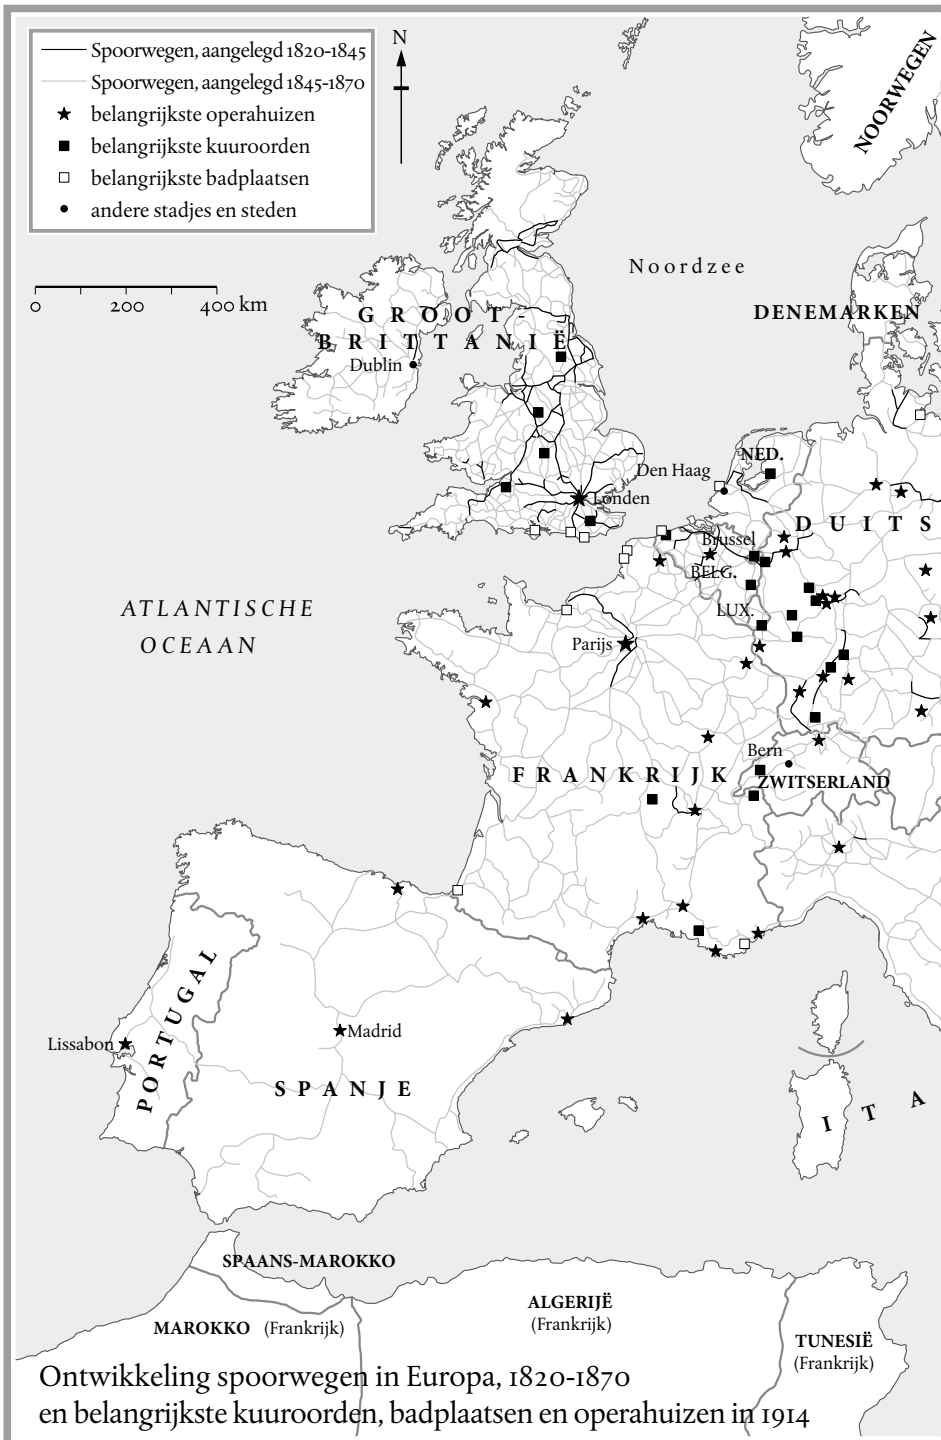 Spoorwegen, aangelegd 1820-1845
Spoorwegen, aangelegd 1845-1870
belangrijkste operahuizen
belangrijkste kuuroorden
belangrijkste badplaatsen
andere stadjes en steden
N
0 200 400 km
NOORWEGEN
Noordzee
DENEMARKEN
GROOT-
BRITTANIË
Dublin
NED.
Den Haag
Londen
DUITS
Brussel
BELG.
LUX.
ATLANTISCHE
OCEAAN
Parijs
Bern
FRANKRIJK
ZWITSERLAND
PORTUGAL
Lissabon
Madrid
SPANJE
ITA
SPAANS-MAROKKO
MAROKKO (Frankrijk)
ALGERIJË
(Frankrijk)
TUNESIË
(Frankrijk)
Ontwikkeling spoorwegen in Europa, 1820-1870
en belangrijkste kuuroorden, badplaatsen en operahuizen in 1914